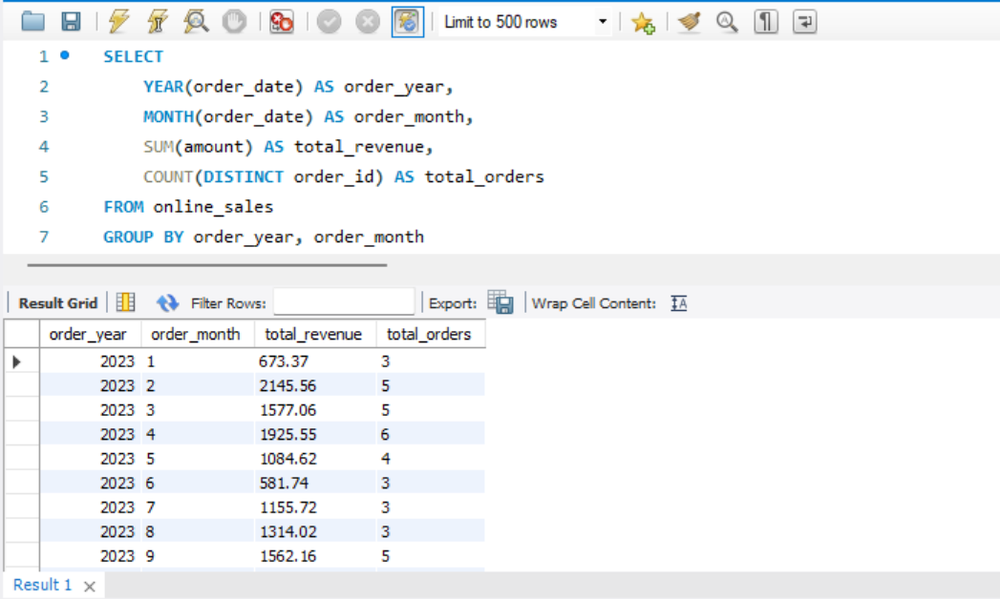 Limit to 500 rows
1 SELECT
2 YEAR(order_date) AS order_year,
3 MONTH(order_date) AS order_month,
4 SUM(amount) AS total_revenue,
5 COUNT(DISTINCT order_id) AS total_orders
6 FROM online_sales
7 GROUP BY order_year, order_month
Result Grid Filter Rows: Export: Wrap Cell Content: IA
order_year order_month total_revenue total_orders
2023 1 673.37 3
2023 2 2145.56 5
2023 3 1577.06 5
2023 4 1925.55 6
2023 5 1084.62 4
2023 6 581.74 3
2023 7 1155.72 3
2023 8 1314.02 3
2023 9 1562.16 5
Result 1